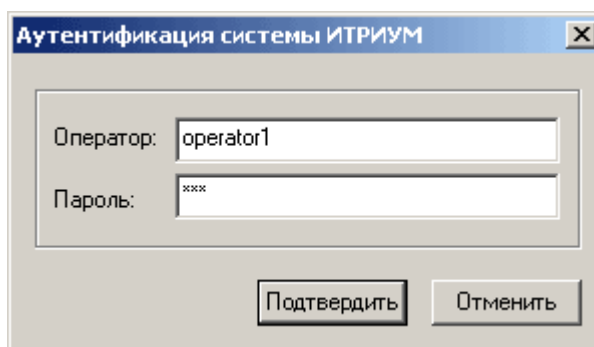 Аутентификация системы ИТРИУМ
Оператор: operator1
Пароль: ×××
Подтвердить Отменить